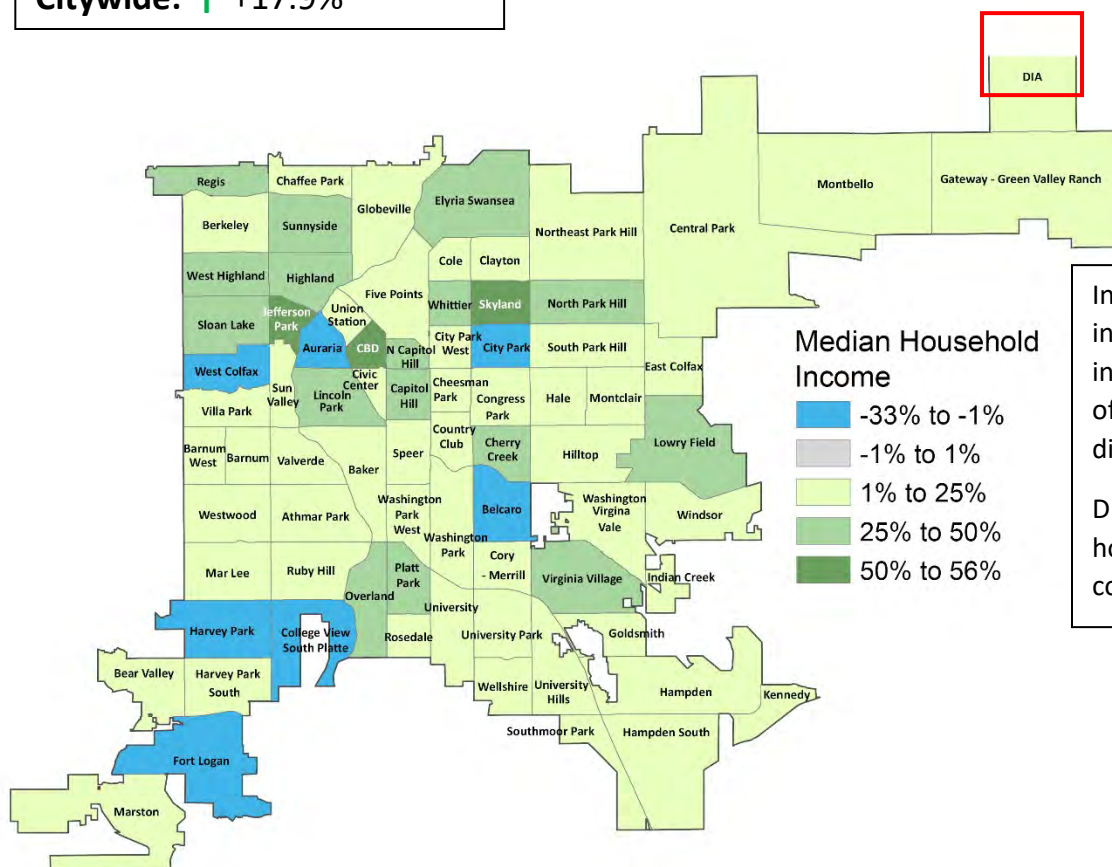 Citywide: ↑ +17.9%
DIA
Montbello
Gateway - Green Valley Ranch
Regis
Chaffee Park
Globeville
Elyria Swansea
Berkeley
Sunnyside
Northeast Park Hill
Central Park
Cole
Clayton
West Highland
Highland
Five Points
Whittier
Skyland
North Park Hill
Sloan Lake
Jefferson
Park
Union
Station
Auraria
CBD
N Capitol
Hill
City Park
West
City Park
South Park Hill
West Colfax
Sun
Valley
Civic
Center
Lincoln
Park
Capitol
Hill
Cheesman
Park
Congress
Park
Hale
Montclair
East Colfax
Villa Park
Barnum
West
Barnum
Valverde
Baker
Speer
Country
Club
Cherry
Creek
Hilltop
Lowry Field
Westwood
Athmar Park
Washington
Park
West
Washington
Park
Belcaro
Washington
Virgina
Vale
Windsor
Mar Lee
Ruby Hill
Overland
Platt
Park
University
Cory
- Merrill
Virginia Village
Indian Creek
Harvey Park
College View
South Platte
Rosedale
University Park
Goldsmith
Bear Valley
Harvey Park
South
Wellshire
University
Hills
Hampden
Kennedy
Southmoor Park
Hampden South
Fort Logan
Marston
Median Household
Income
-33% to -1%
-1% to 1%
1% to 25%
25% to 50%
50% to 56%
of